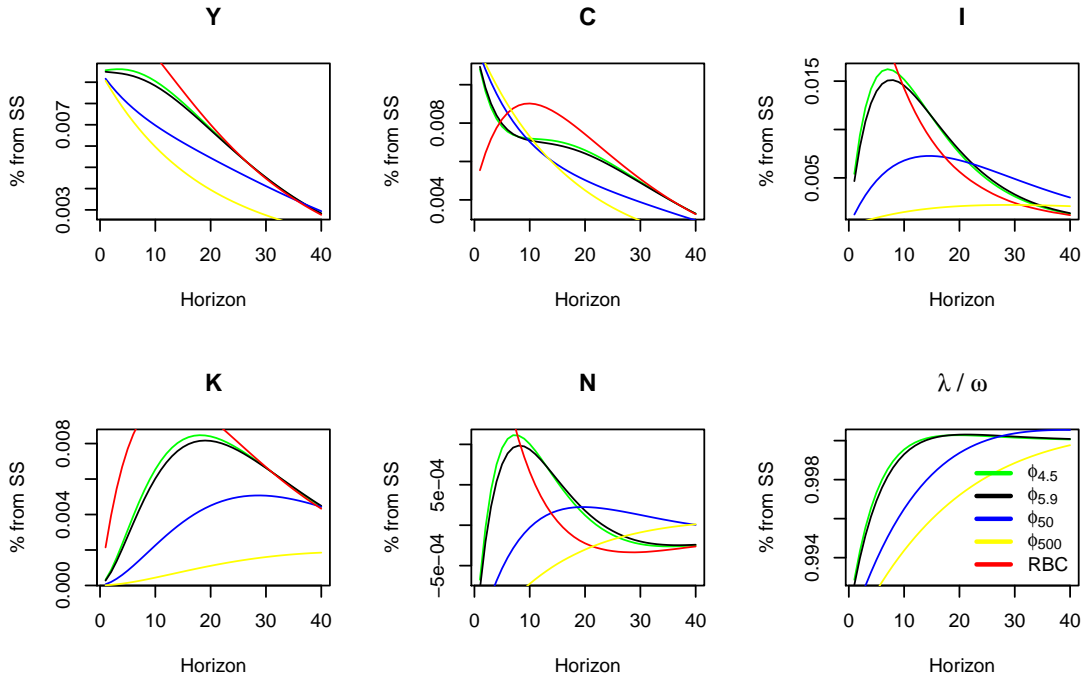 Y
C
I
% from SS
0.003
0.007
0 10 20 30 40
Horizon
% from SS
0.004
0.008
0 10 20 30 40
Horizon
% from SS
0.005
0.015
0 10 20 30 40
Horizon
K
N
λ / ω
% from SS
0.000
0.004
0.008
0 10 20 30 40
Horizon
% from SS
−5e−04
5e−04
0 10 20 30 40
Horizon
% from SS
0.994
0.998
ϕ4.5
ϕ5.9
ϕ50
ϕ500
RBC
0 10 20 30 40
Horizon